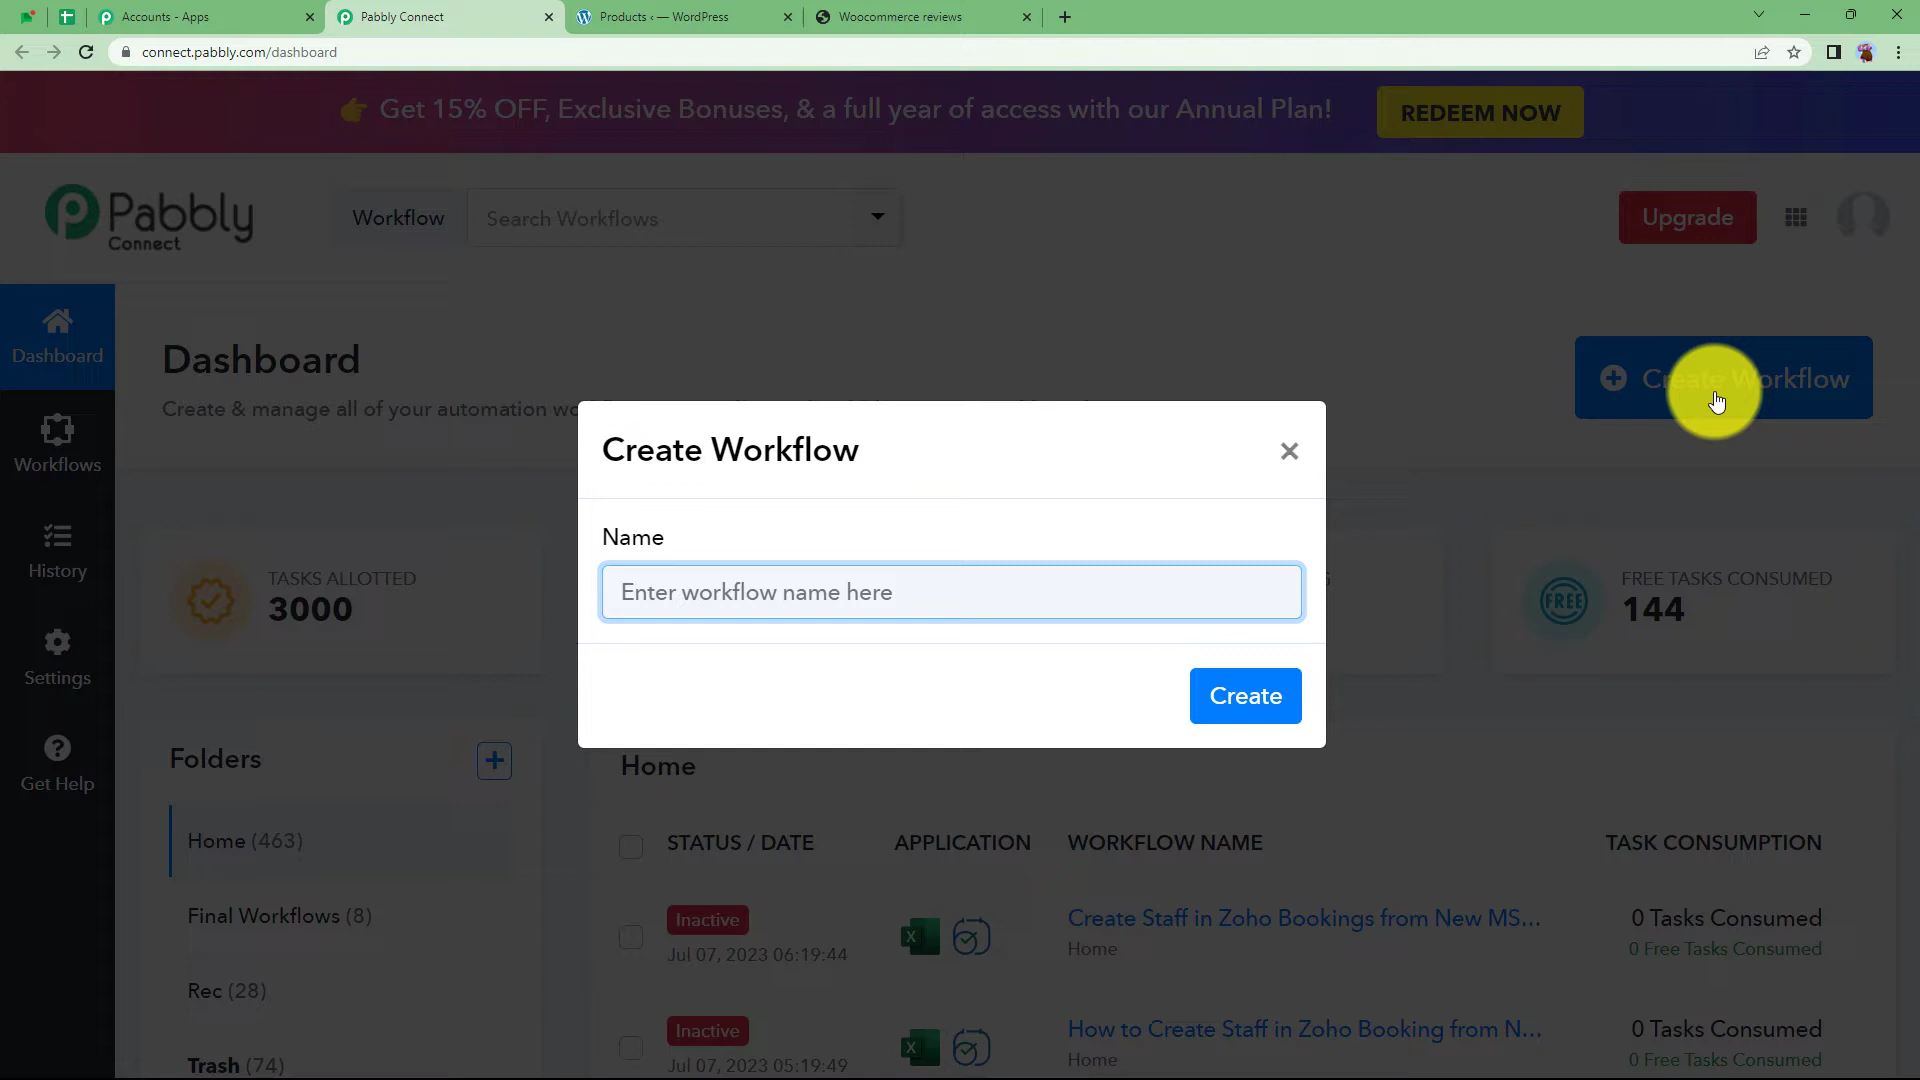 Accounts - Apps
Pabbly Connect
Products ‹ — WordPress
Woocommerce reviews
connect.pabbly.com/dashboard
Get 15% OFF, Exclusive Bonuses, & a full year of access with our Annual Plan!
REDEEM NOW
Pabbly
Connect
Workflow
Search Workflows
Upgrade
Dashboard
Workflows
History
Settings
Get Help
Dashboard
Create & manage all of your automation
Create Workflow
Create Workflow
Name
Enter workflow name here
Create
TASKS ALLOTTED
3000
FREE TASKS CONSUMED
FREE
144
Folders
Home (463)
Final Workflows (8)
Rec (28)
Trash (74)
Home
STATUS / DATE
APPLICATION
WORKFLOW NAME
TASK CONSUMPTION
Inactive
Jul 07, 2023 06:19:44
Create Staff in Zoho Bookings from New MS...
Home
0 Tasks Consumed
0 Free Tasks Consumed
Inactive
Jul 07, 2023 05:19:49
How to Create Staff in Zoho Booking from N...
Home
0 Tasks Consumed
0 Free Tasks Consumed